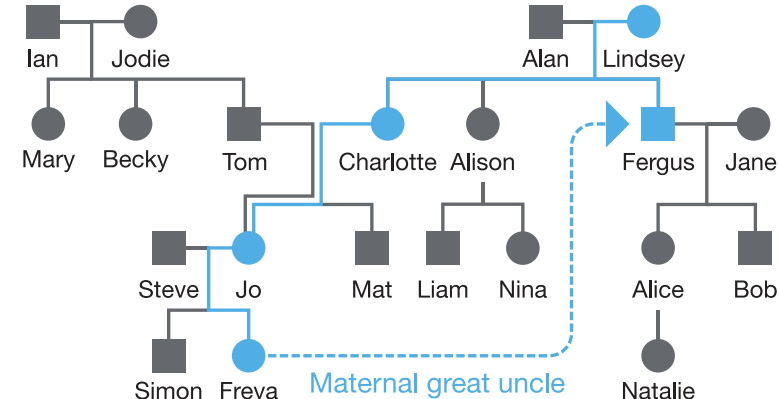 Ian Jodie Alan Lindsey
Mary Becky Tom Charlotte Alison Fergus Jane
Steve Jo Mat Liam Nina Alice Bob
Simon Freva Maternal great uncle Natalie